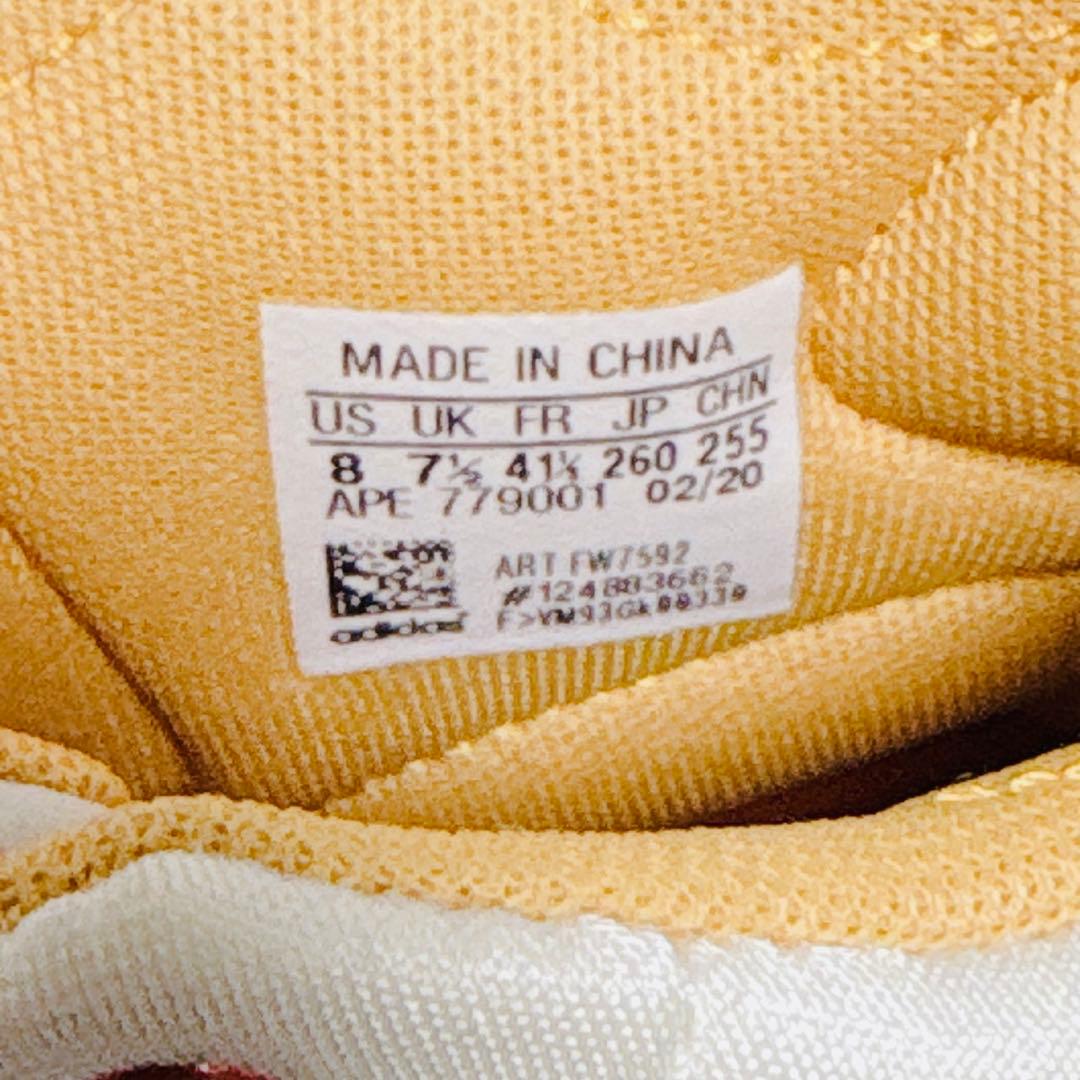 MADE IN CHINA
US UK FR JP CHN
8 7½ 41⅓ 260 255
APE 779001 02/20
ART FW7592
#124883662
adidas